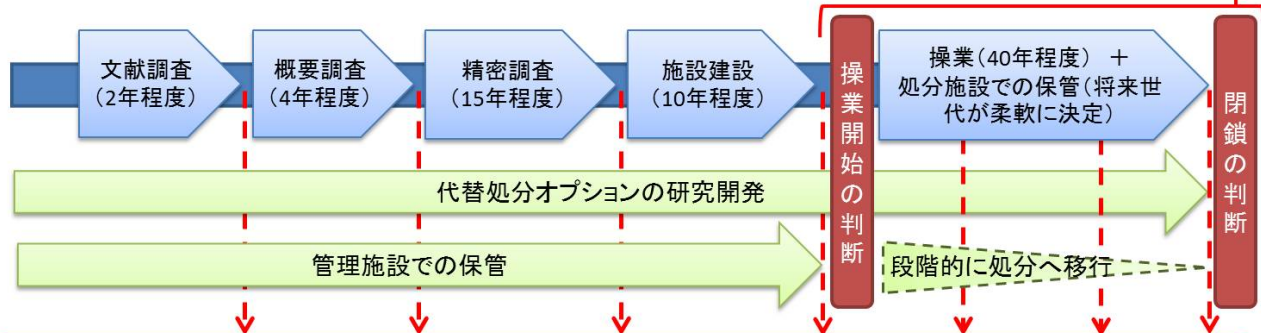 文献調査
(2年程度)
概要調査
(4年程度)
精密調査
(15年程度)
施設建設
(10年程度)
操業開始の判断
操業(40年程度) ＋
処分施設での保管(将来世
代が柔軟に決定)
閉鎖の判断
代替処分オプションの研究開発
管理施設での保管
段階的に処分へ移行